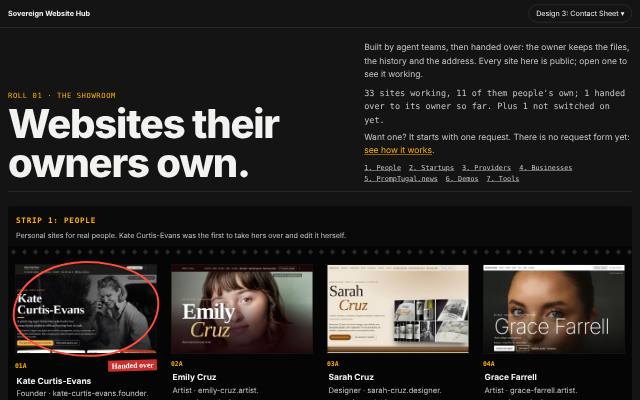 Sovereign Website Hub
Design 3: Contact Sheet ▾
Built by agent teams, then handed over: the owner keeps the files,
the history and the address. Every site here is public; open one to
see it working.
ROLL 01 · THE SHOWROOM
Websites their
owners own.
33 sites working, 11 of them people's own; 1 handed
over to its owner so far. Plus 1 not switched on
yet.
Want one? It starts with one request. There is no request form yet:
see how it works.
1. People 2. Startups 3. Providers 4. Businesses
5. PrompTugal.news 6. Demos 7. Tools
STRIP 1: PEOPLE
Personal sites for real people. Kate Curtis-Evans was the first to take hers over and edit it herself.
Kate
Curtis-Evans
Emily
Cruz
Sarah
Cruz
Grace Farrell
01A
Handed over
02A
03A
04A
Kate Curtis-Evans
Emily Cruz
Sarah Cruz
Grace Farrell
Founder · kate-curtis-evans.founder.
Artist · emily-cruz.artist.
Designer · sarah-cruz.designer.
Artist · grace-farrell.artist.